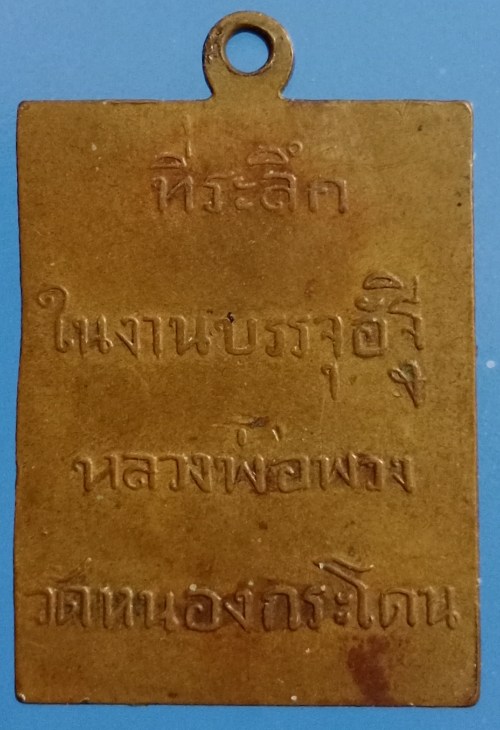 ที่ระลึก
ในงานบรรจุอัฐิ
หลวงพ่อพวง
วัดหนองกระโดน